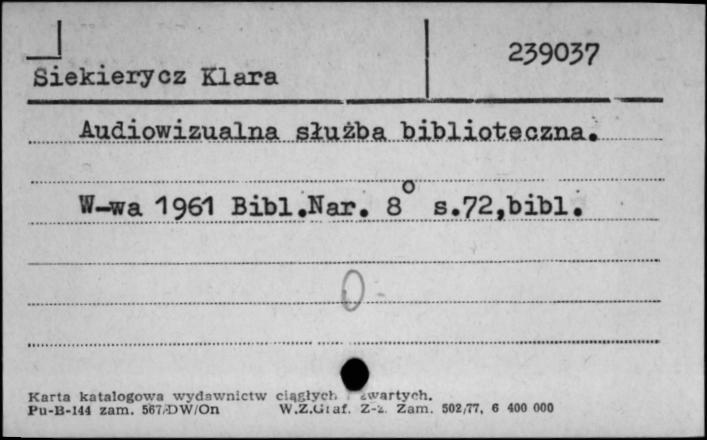 239037
Siekierycz Klara
Audiowizualna służba biblioteczna.
W-wa 1961 Bibl.Nar. 8° s.72,bibl.
Karta katalogowa wydawnictw ciągłych i zwartych.
Pu-B-144 zam. 567/DW/On W.Z.Graf. Z-2. Zam. 502/77, 6 400 000